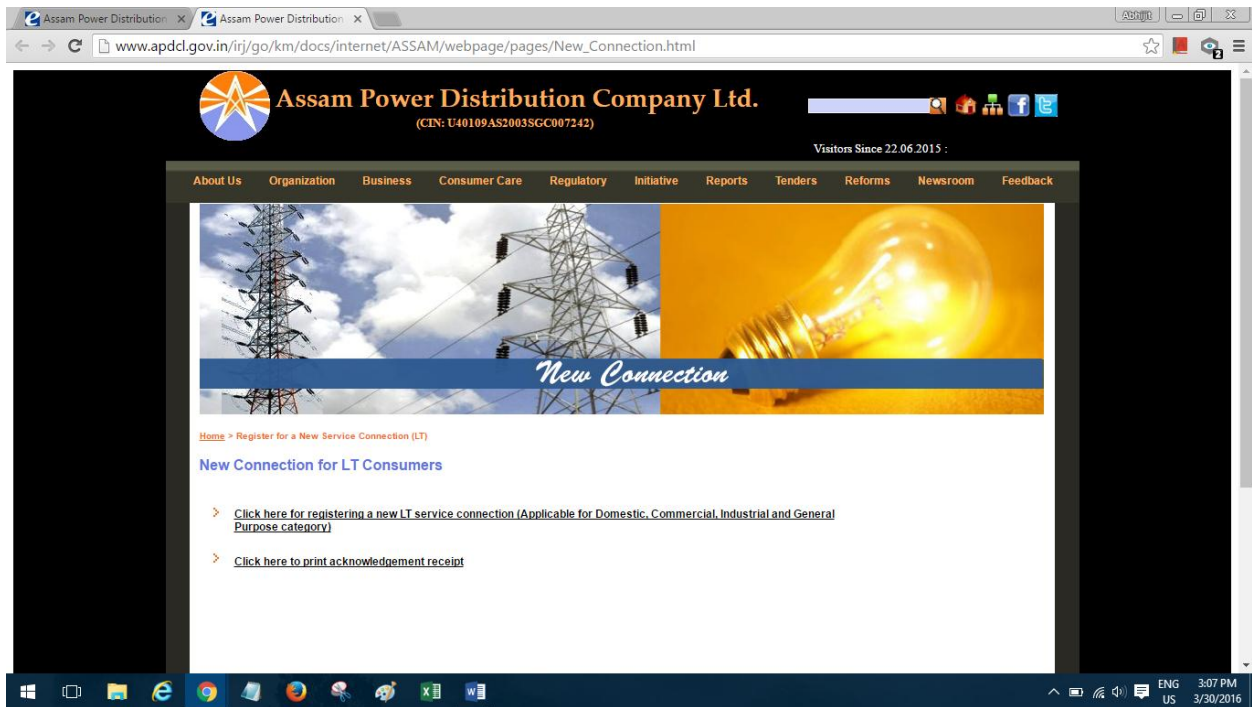 Assam Power Distribution
Assam Power Distribution
Abhijit
www.apdcl.gov.in/irj/go/km/docs/internet/ASSAM/webpage/pages/New_Connection.html
2
Assam Power Distribution Company Ltd.
(CIN: U40109AS2003SGC007242)
Visitors Since 22.06.2015 :
About Us Organization Business Consumer Care Regulatory Initiative Reports Tenders Reforms Newsroom Feedback
New Connection
Home > Register for a New Service Connection (LT)
New Connection for LT Consumers
Click here for registering a new LT service connection (Applicable for Domestic, Commercial, Industrial and General
Purpose category)
Click here to print acknowledgement receipt
ENG 3:07 PM
US 3/30/2016